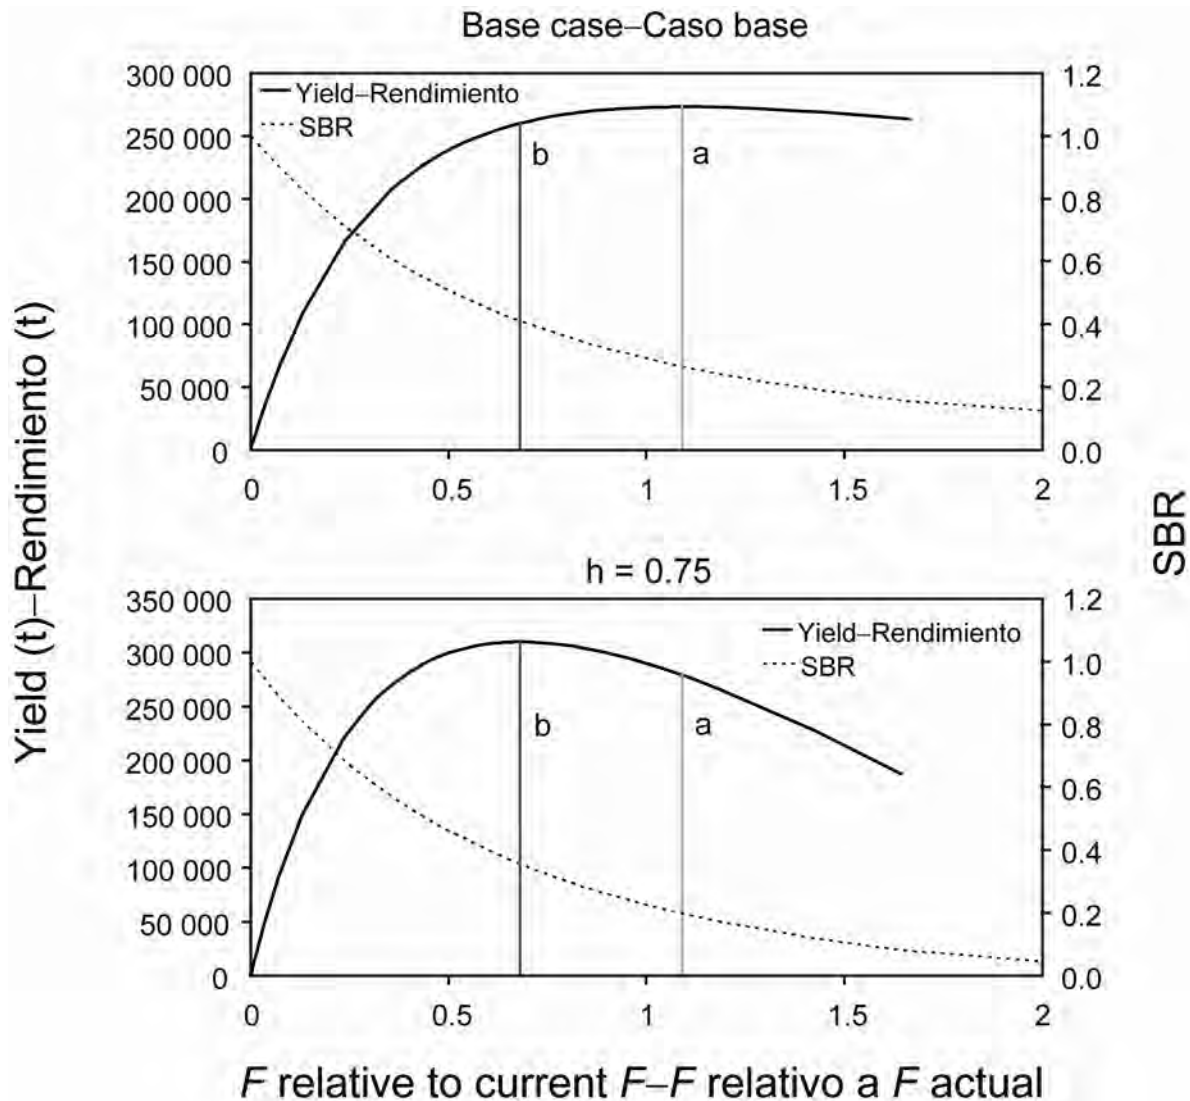 Base case–Caso base
300 000
250 000
200 000
150 000
100 000
50 000
0
Yield–Rendimiento
SBR
b
a
1.2
1.0
0.8
0.6
0.4
0.2
0.0
0 0.5 1 1.5 2
Yield (t)–Rendimiento (t)
SBR
h = 0.75
350 000
300 000
250 000
200 000
150 000
100 000
50 000
0
Yield–Rendimiento
SBR
b
a
1.2
1.0
0.8
0.6
0.4
0.2
0.0
0 0.5 1 1.5 2
F relative to current F–F relativo a F actual